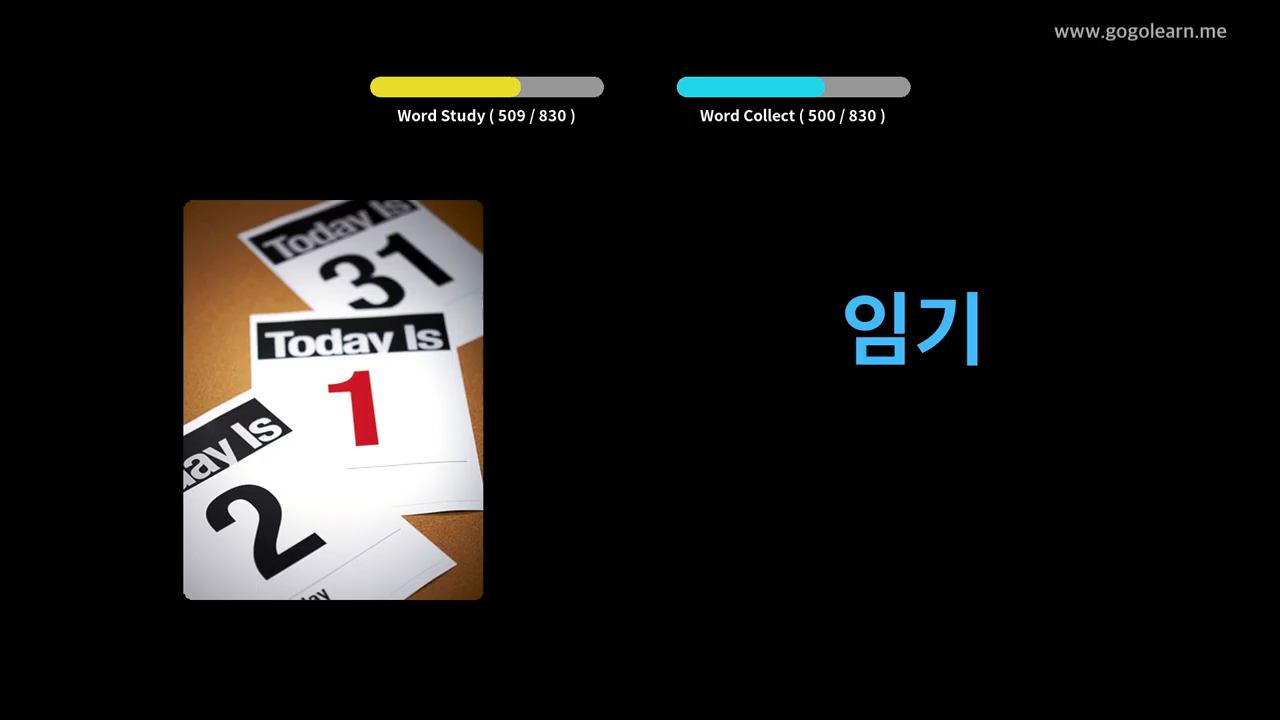 www.gogolearn.me
Word Study ( 509 / 830 )
Word Collect ( 500 / 830 )
Today Is
31
Today Is
1
임기
ay Is
2
ay